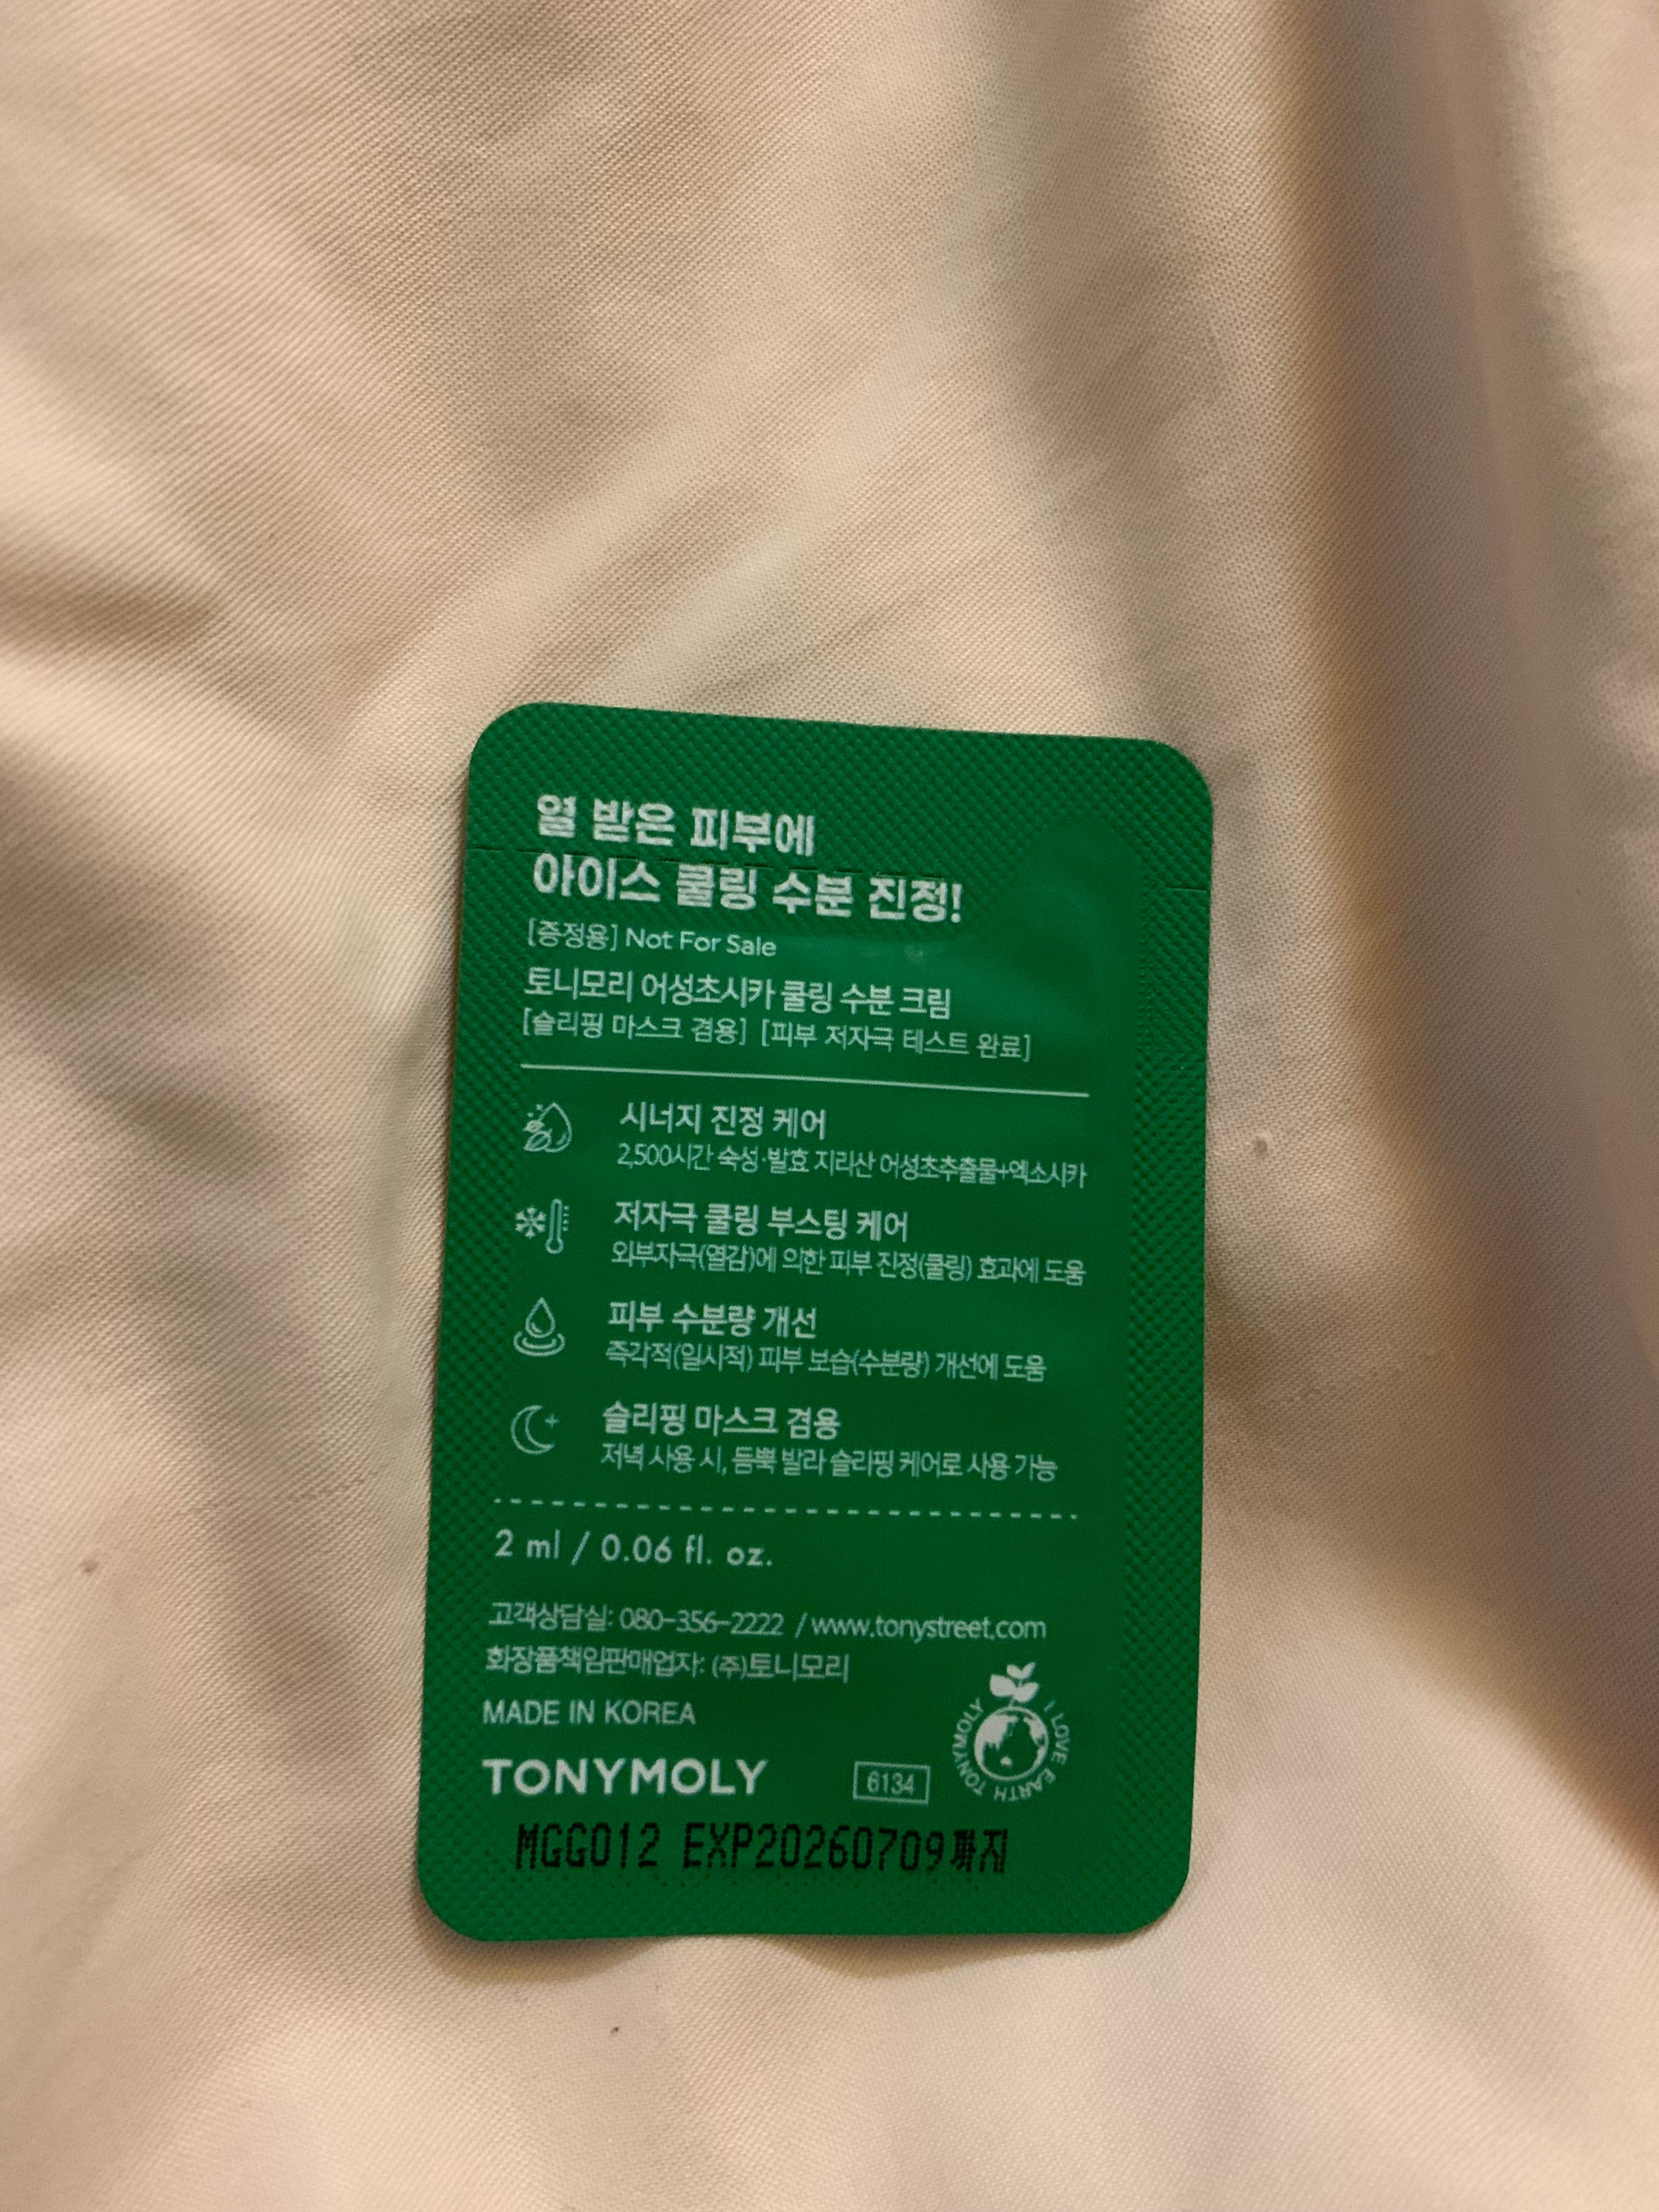 열 받은 피부에
아이스 쿨링 수분 진정!
[증정용] Not For Sale
토니모리 어성초시카 쿨링 수분 크림
[슬리핑 마스크 겸용] [피부 저자극 테스트 완료]
시너지 진정 케어
2,500시간 숙성·발효 지리산 어성초추출물+엑소시카
저자극 쿨링 부스팅 케어
외부자극(열감)에 의한 피부 진정(쿨링) 효과에 도움
피부 수분량 개선
즉각적(일시적) 피부 보습(수분량) 개선에 도움
슬리핑 마스크 겸용
저녁 사용 시, 듬뿍 발라 슬리핑 케어로 사용 가능
2 ml / 0.06 fl. oz.
고객상담실: 080-356-2222 / www.tonystreet.com
화장품책임판매업자: (주)토니모리
MADE IN KOREA
TONYMOLY
6134
I LOVE EARTH TONYMOLY
MGG012 EXP20260709까지